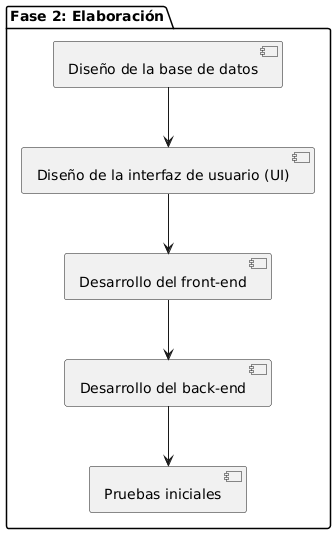 Fase 2: Elaboración
Diseño de la base de datos
Diseño de la interfaz de usuario (UI)
Desarrollo del front-end
Desarrollo del back-end
Pruebas iniciales